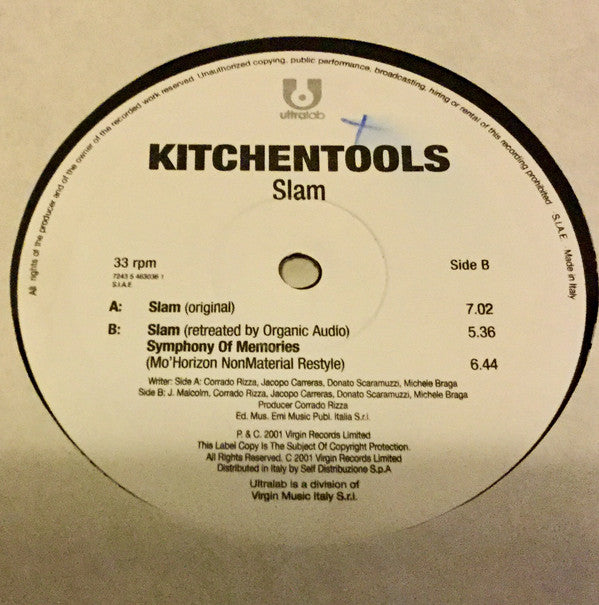 All rights of the producer and of the owner of the recorded work reserved. Unauthorized copying, public performance, broadcasting, hiring or rental of this recording prohibited S.I.A.E. Made in Italy
ultralab
KITCHENTOOLS
Slam
33 rpm
Side B
7243 5 463036 1
S.I.A.E
A: Slam (original) 7.02
B: Slam (retreated by Organic Audio) 5.36
Symphony Of Memories
(Mo'Horizon NonMaterial Restyle) 6.44
Writer: Side A: Corrado Rizza, Jacopo Carreras, Donato Scaramuzzi, Michele Braga
Side B: J. Malcolm, Corrado Rizza, Jacopo Carreras, Donato Scaramuzzi, Michele Braga
Producer Corrado Rizza
Ed. Mus. Emi Music Publ. Italia S.r.l.
P. & C. 2001 Virgin Records Limited
This Label Copy Is The Subject Of Copyright Protection.
All Rights Reserved. C 2001 Virgin Records Limited
Distributed in Italy by Self Distribuzione S.p.A
Ultralab is a division of
Virgin Music Italy S.r.l.